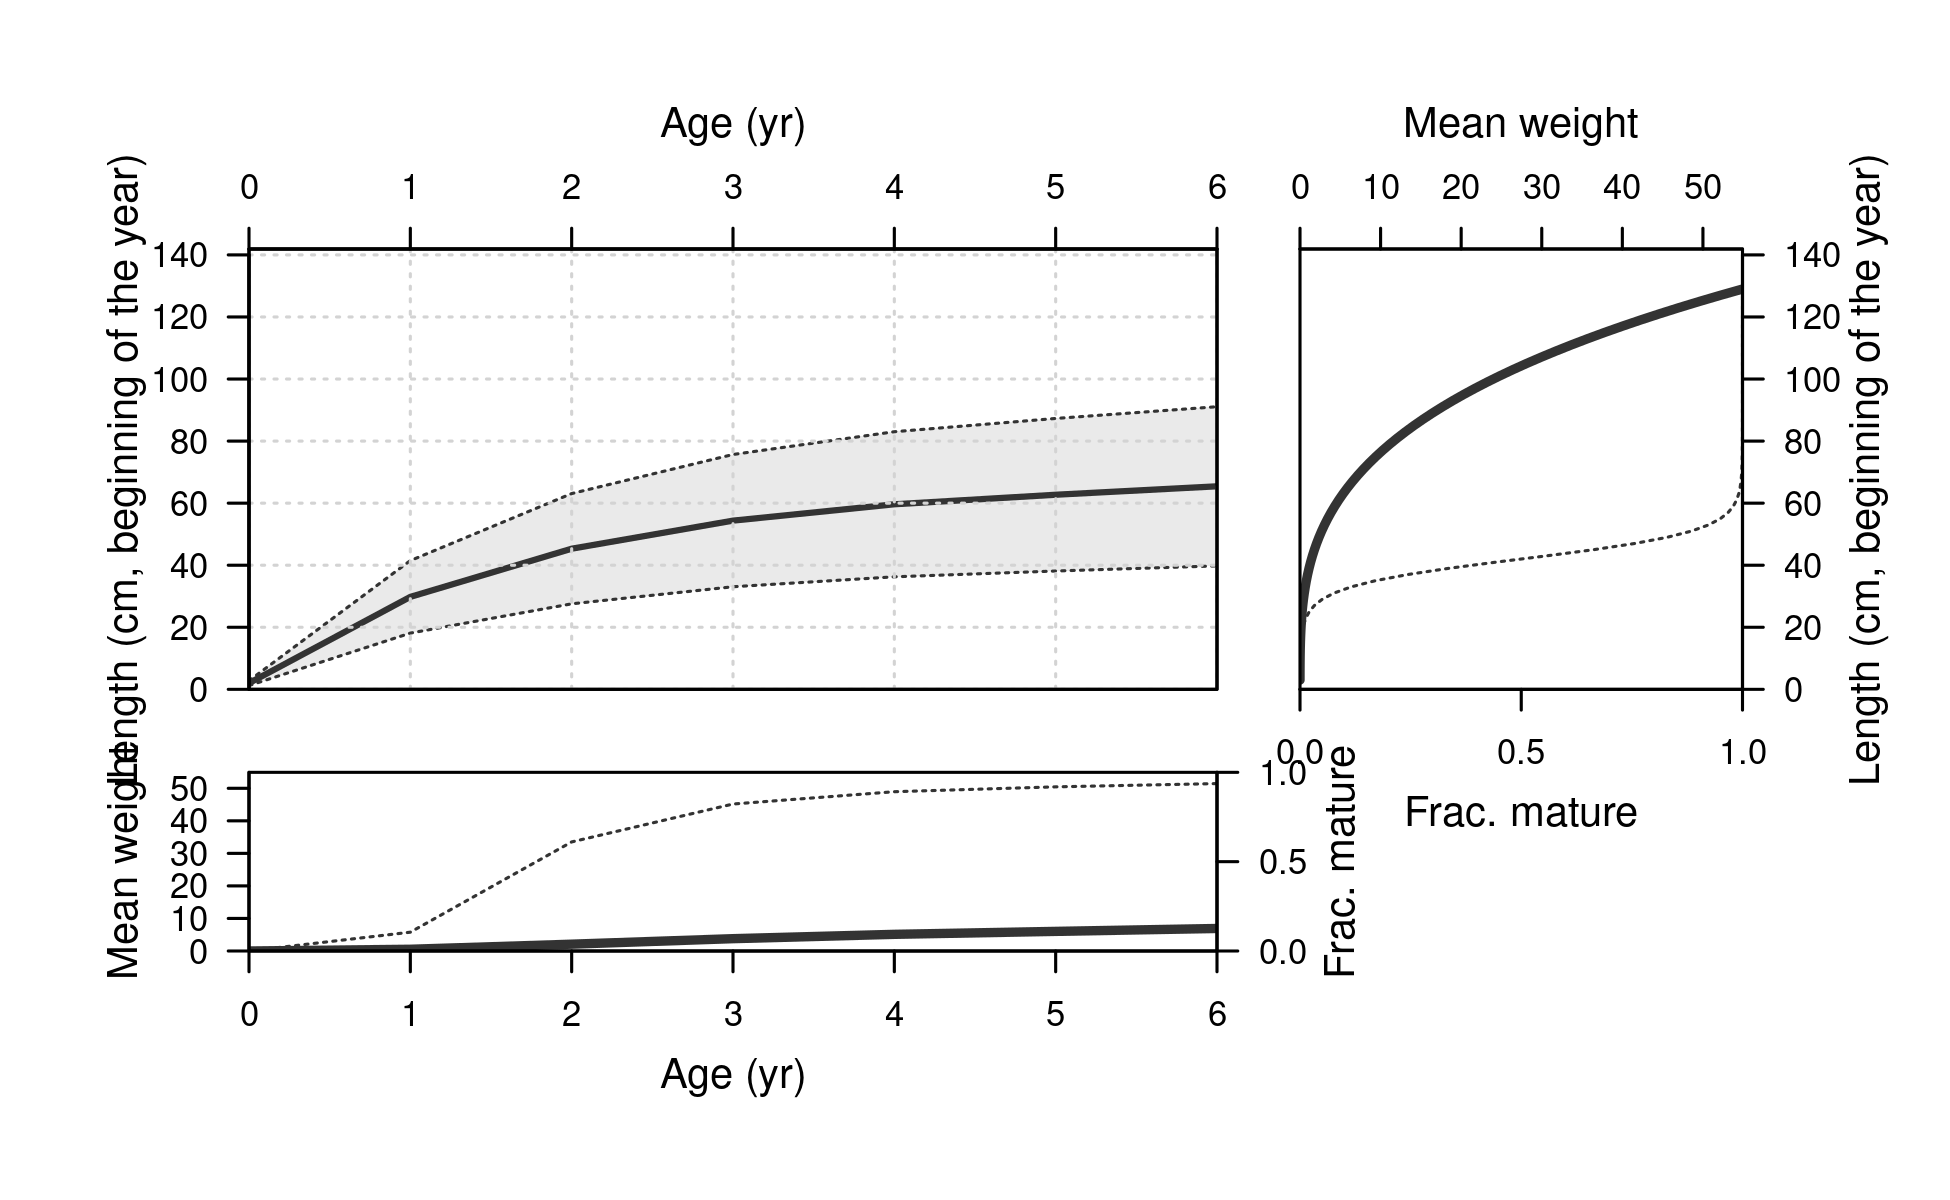 Age (yr)
Mean weight
0 1 2 3 4 5 6
0 10 20 30 40 50
Length (cm, beginning of the year)
140
120
100
80
60
40
20
0
140
120
100
80
60
40
20
0
Length (cm, beginning of the year)
0.0 0.5 1.0
Frac. mature
Mean weight
50
40
30
20
10
0
1.0
0.5
0.0
Frac. mature
0 1 2 3 4 5 6
Age (yr)